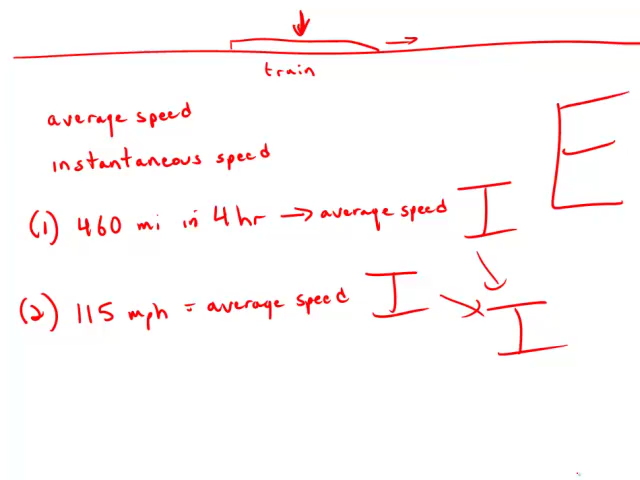 train
average speed
instantaneous speed
E
(1) 460 mi in 4 hr → average speed I
(2) 115 mph = average speed I
I